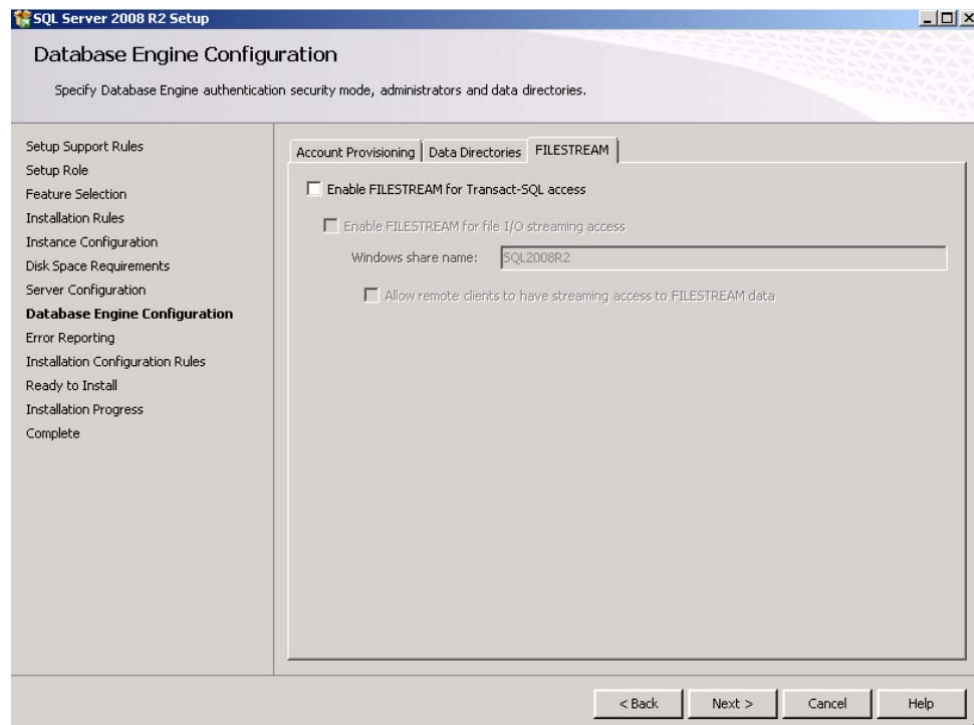 SQL Server 2008 R2 Setup
Database Engine Configuration
Specify Database Engine authentication security mode, administrators and data directories.
Setup Support Rules
Setup Role
Feature Selection
Installation Rules
Instance Configuration
Disk Space Requirements
Server Configuration
Database Engine Configuration
Error Reporting
Installation Configuration Rules
Ready to Install
Installation Progress
Complete
Account Provisioning Data Directories FILESTREAM
Enable FILESTREAM for Transact-SQL access
Enable FILESTREAM for file I/O streaming access
Windows share name: SQL2008R2
Allow remote clients to have streaming access to FILESTREAM data
< Back Next > Cancel Help